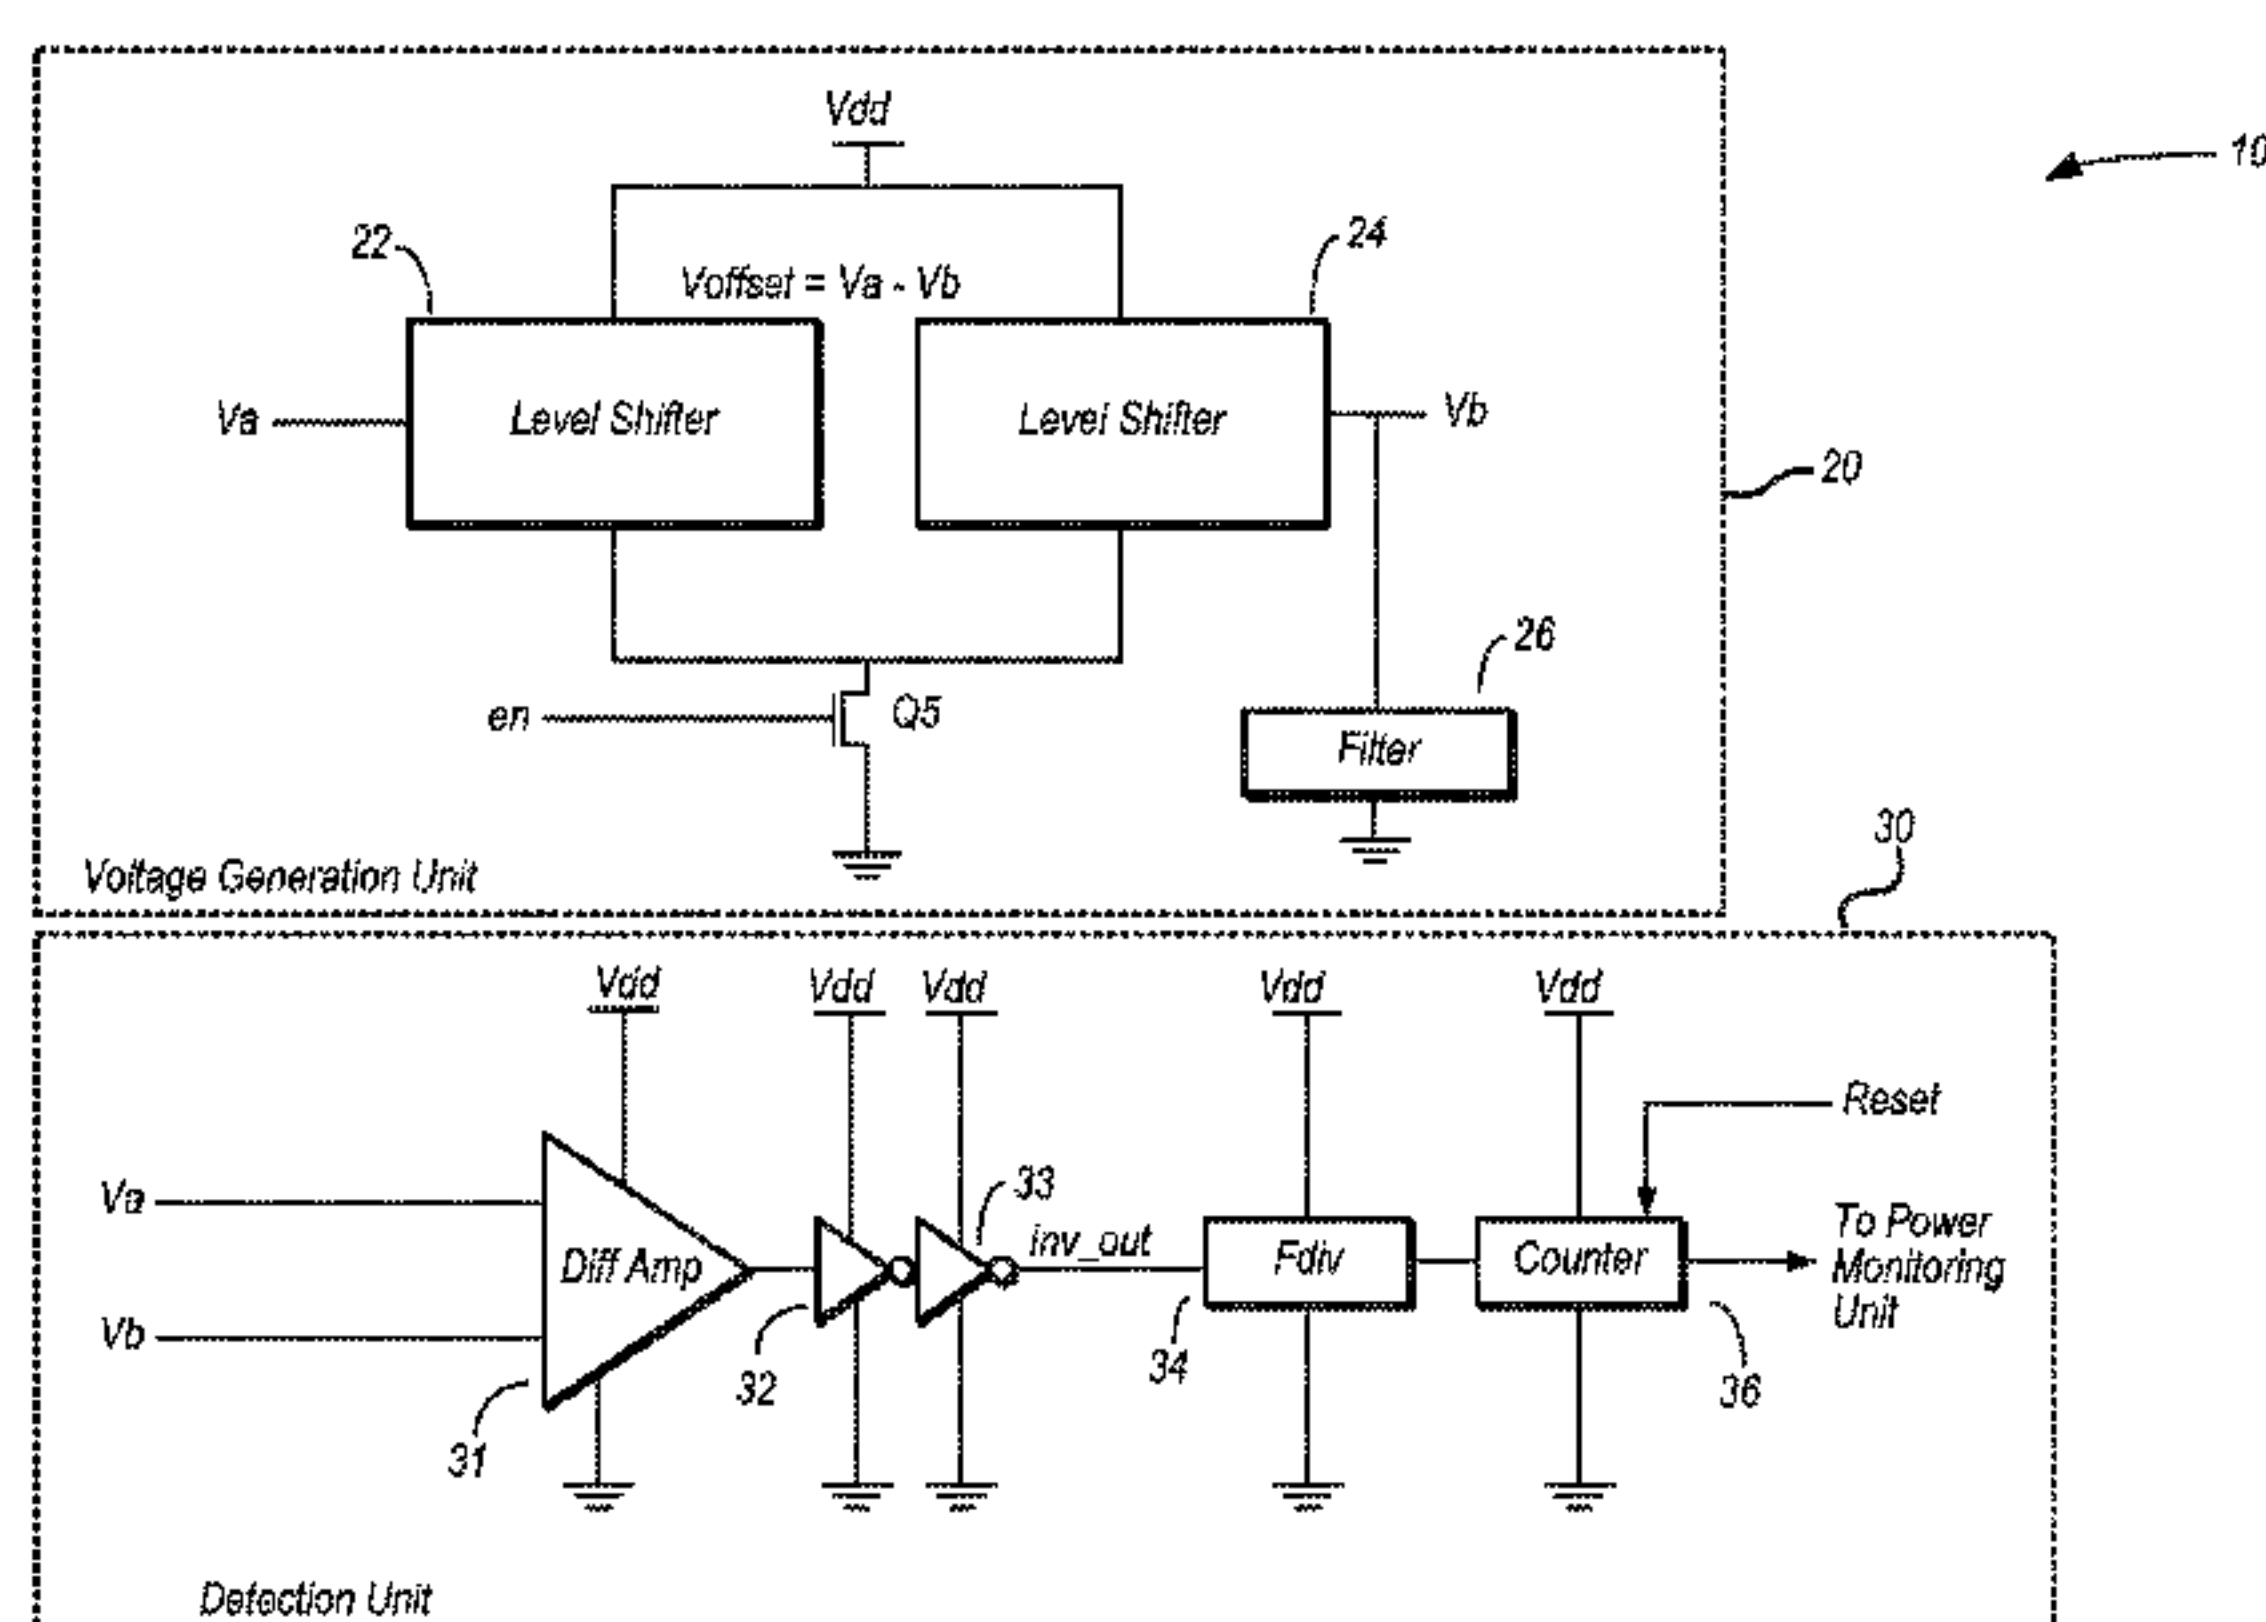 Vdd
10
22
24
Voffset = Va - Vb
Level Shifter
Level Shifter
Va
Vb
20
26
en
Q5
Filter
30
Voltage Generation Unit
Vdd
Vdd
Vdd
Vdd
Vdd
Reset
Va
33
inv_out
Diff Amp
Fdiv
Counter
To Power
Monitoring
Unit
Vb
32
34
36
31
Detection Unit